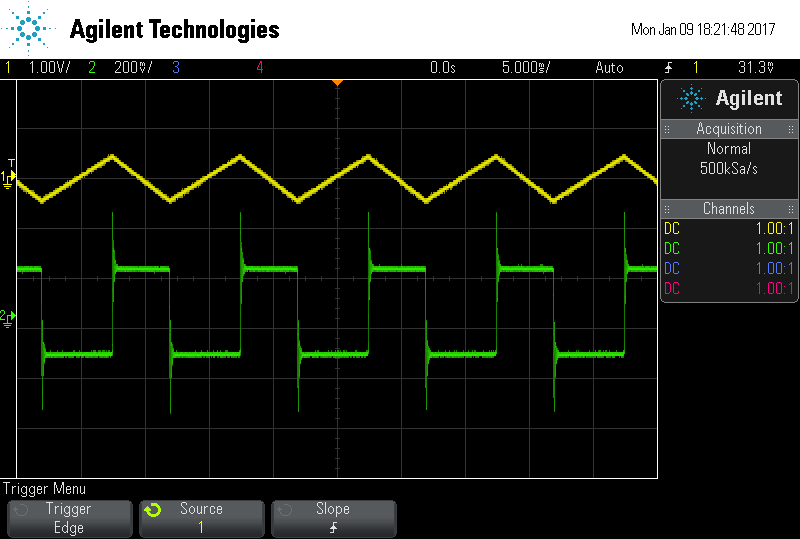 Agilent Technologies
Mon Jan 09 18:21:48 2017
1 1.00V/ 2 200mV/ 3 4 0.0s 5.000ms/ Auto 1 31.3mV
Agilent
Acquisition
Normal
500kSa/s
Channels
DC 1.00:1
DC 1.00:1
DC 1.00:1
DC 1.00:1
T
1
2
Trigger Menu
Trigger
Edge
Source
1
Slope